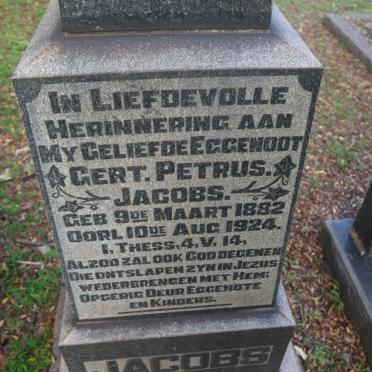 IN LIEFDEVOLLE
HERINNERING AAN
MY GELIEFDE EGGENOOT
GERT. PETRUS.
JACOBS.
GEB 9DE MAART 1882
OORL 10DE AUG 1924.
1, THESS, 4, V. 14,
ALZOO ZAL OOK GOD DEGENEN
DIE ONTSLAPEN ZYN IN JEZUS
WEDERBRENGEN MET HEM.
OPGERIG DEUR EGGENOTE
EN KINDERS.
JACOBS